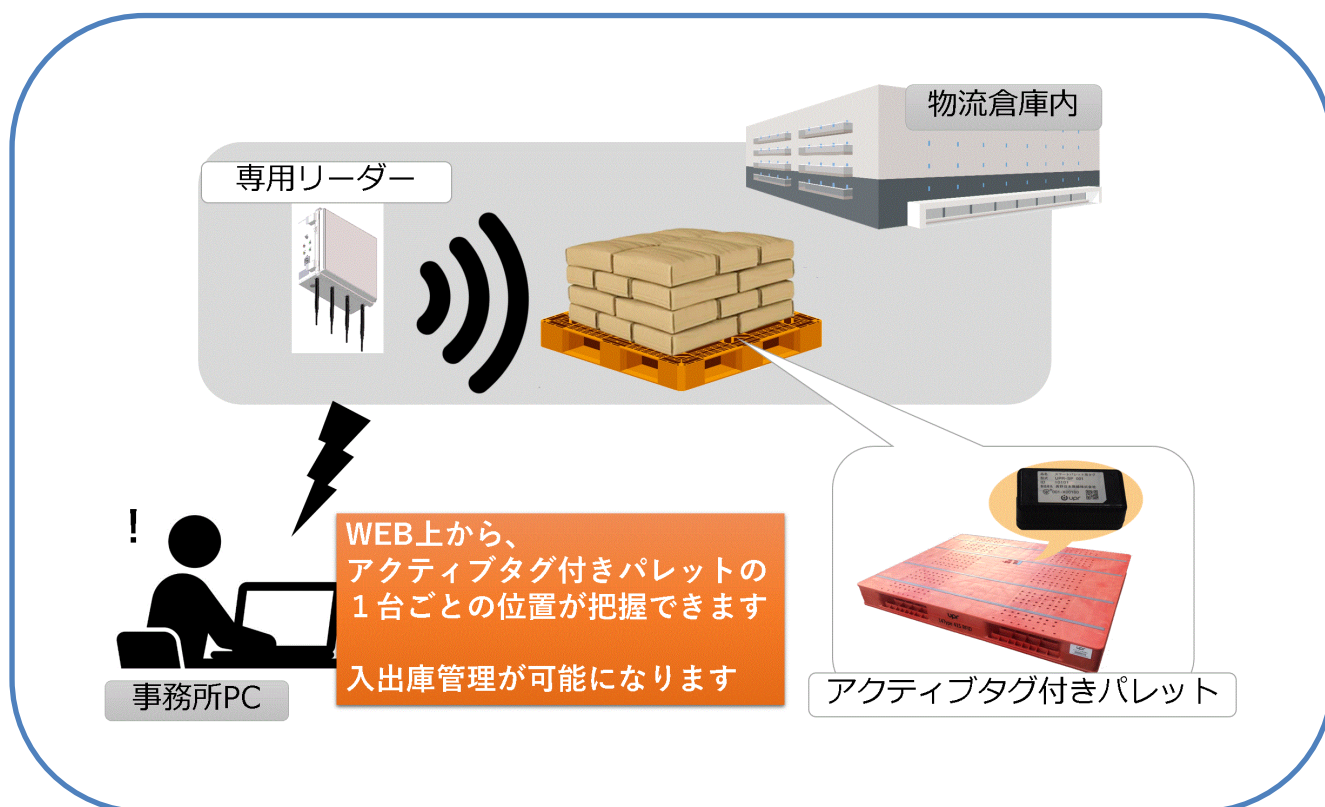 物流倉庫内
専用リーダー
WEB上から、
アクティブタグ付きパレットの
１台ごとの位置が把握できます
入出庫管理が可能になります
事務所PC
!
upr
upr
アクティブタグ付きパレット